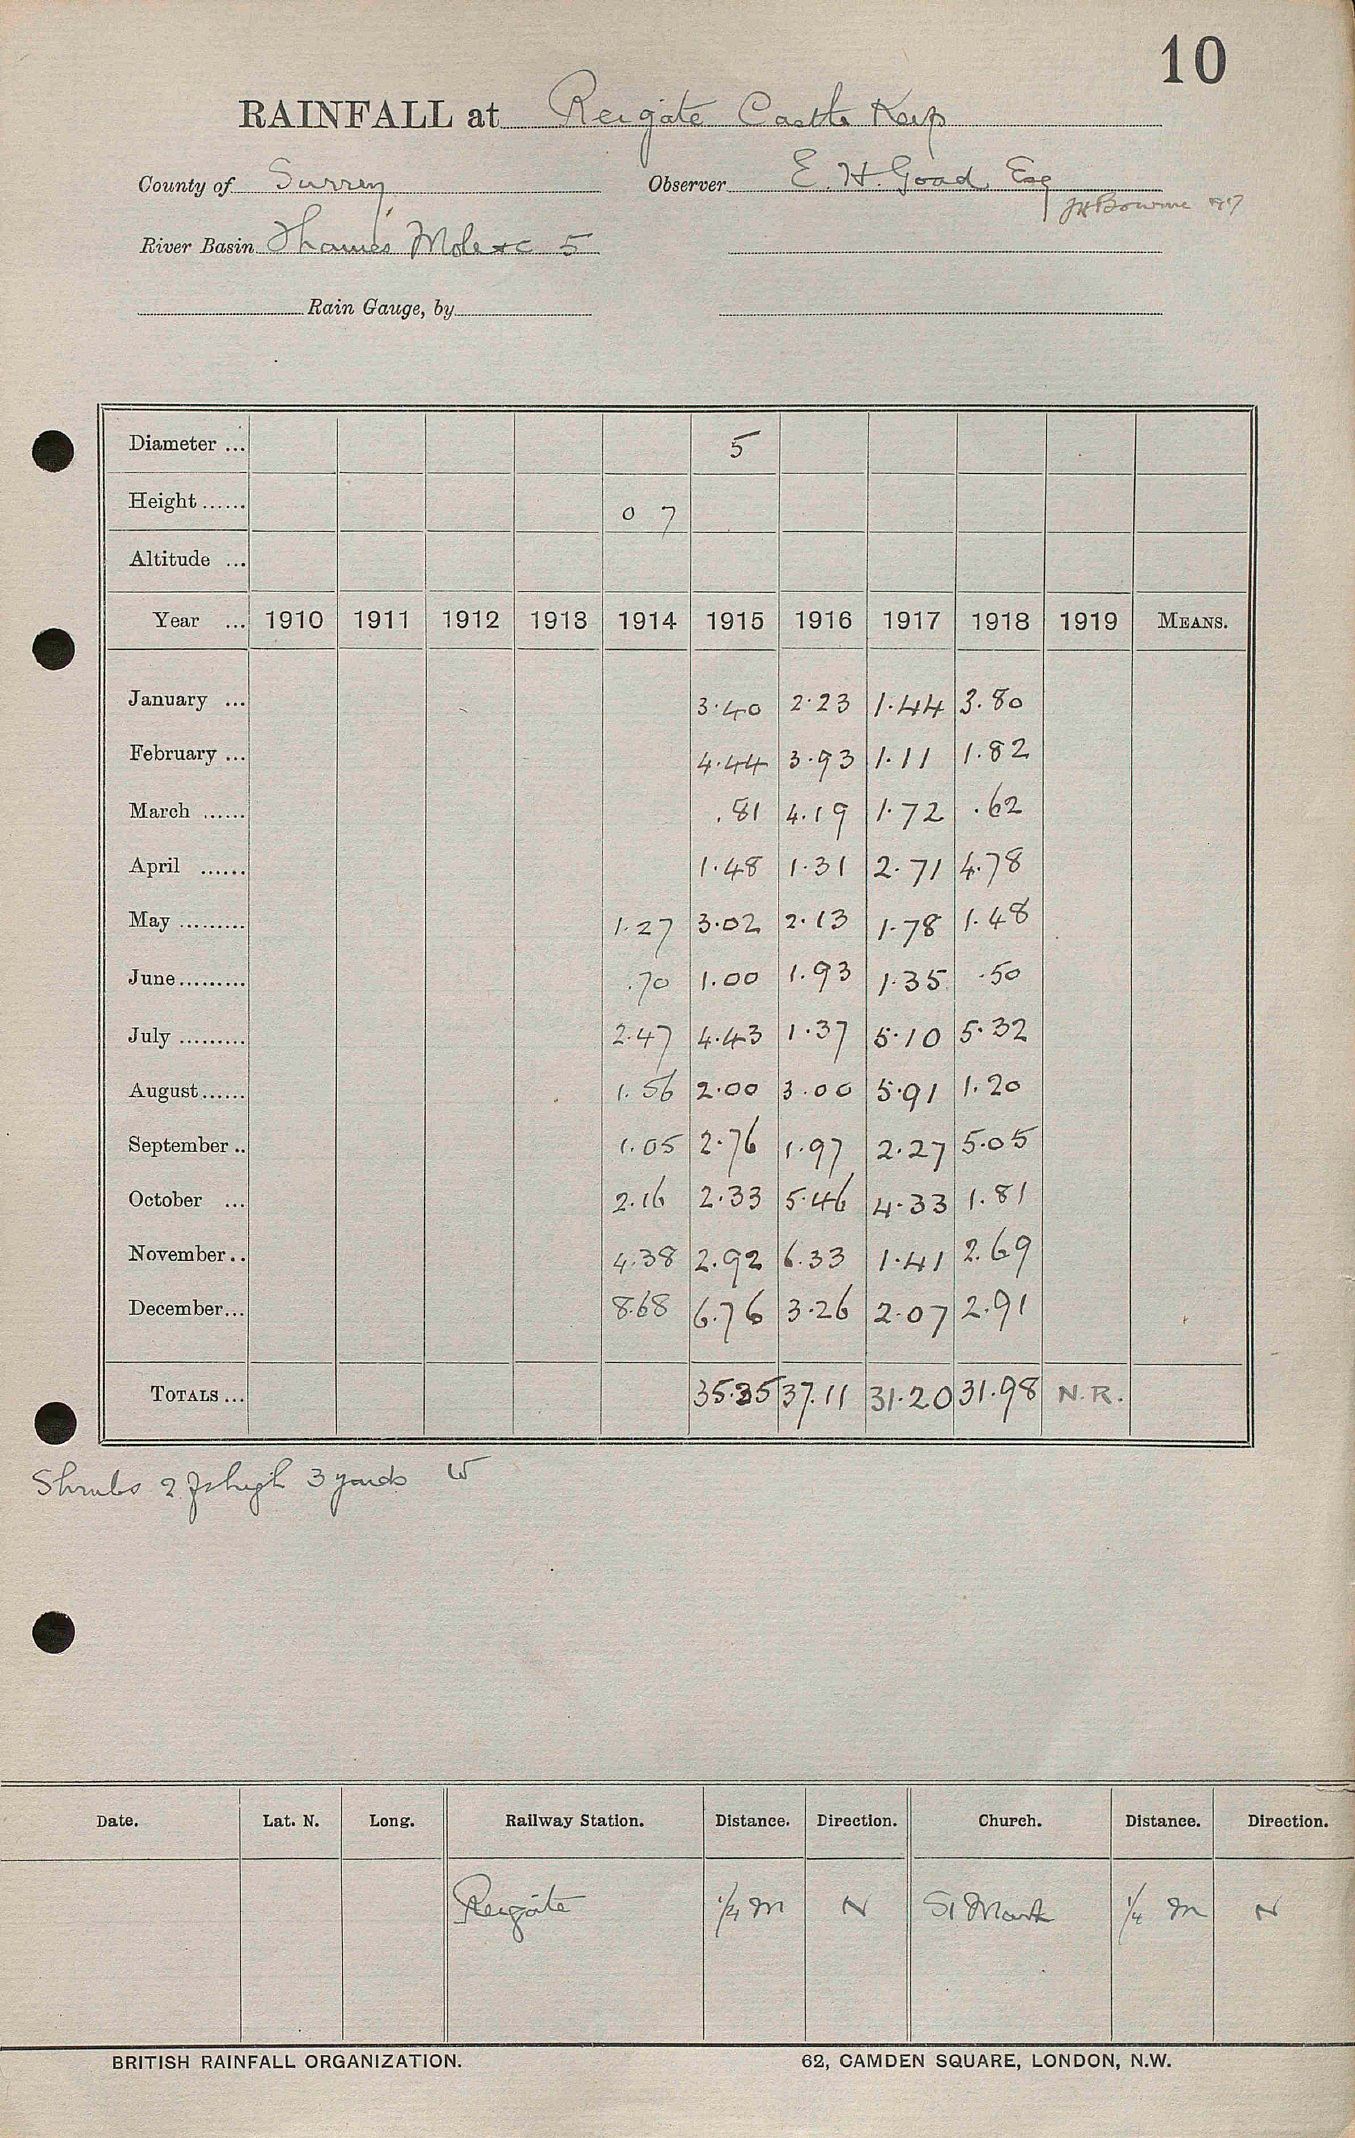 10
RAINFALL at Reigate Castle Keep
County of Surrey Observer E. H. Goad, Esq
JH Bowrne 1917
River Basin Thames Mole &c 5
Rain Gauge, by
Diameter ... 5
Height ...... 0 7
Altitude ...
Year ... 1910 1911 1912 1913 1914 1915 1916 1917 1918 1919 MEANS.
January ... 3.40 2.23 1.44 3.80
February ... 4.44 3.93 1.11 1.82
March ...... .81 4.19 1.72 .62
April ...... 1.48 1.31 2.71 4.78
May ......... 1.27 3.02 2.13 1.78 1.48
June ......... .70 1.00 1.93 1.35 .50
July ......... 2.47 4.43 1.37 5.10 5.32
August ...... 1.56 2.00 3.00 5.91 1.20
September .. 1.05 2.76 1.97 2.27 5.05
October ... 2.16 2.33 5.46 4.33 1.81
November .. 4.38 2.92 6.33 1.41 2.69
December ... 8.68 6.76 3.26 2.07 2.91
TOTALS ... 35.35 37.11 31.20 31.98 N.R.
Shrubs 2 ft high 3 yards W
Date. Lat. N. Long. Railway Station. Distance. Direction. Church. Distance. Direction.
Reigate 1/4 M N St Mark 1/4 M N
BRITISH RAINFALL ORGANIZATION. 62, CAMDEN SQUARE, LONDON, N.W.